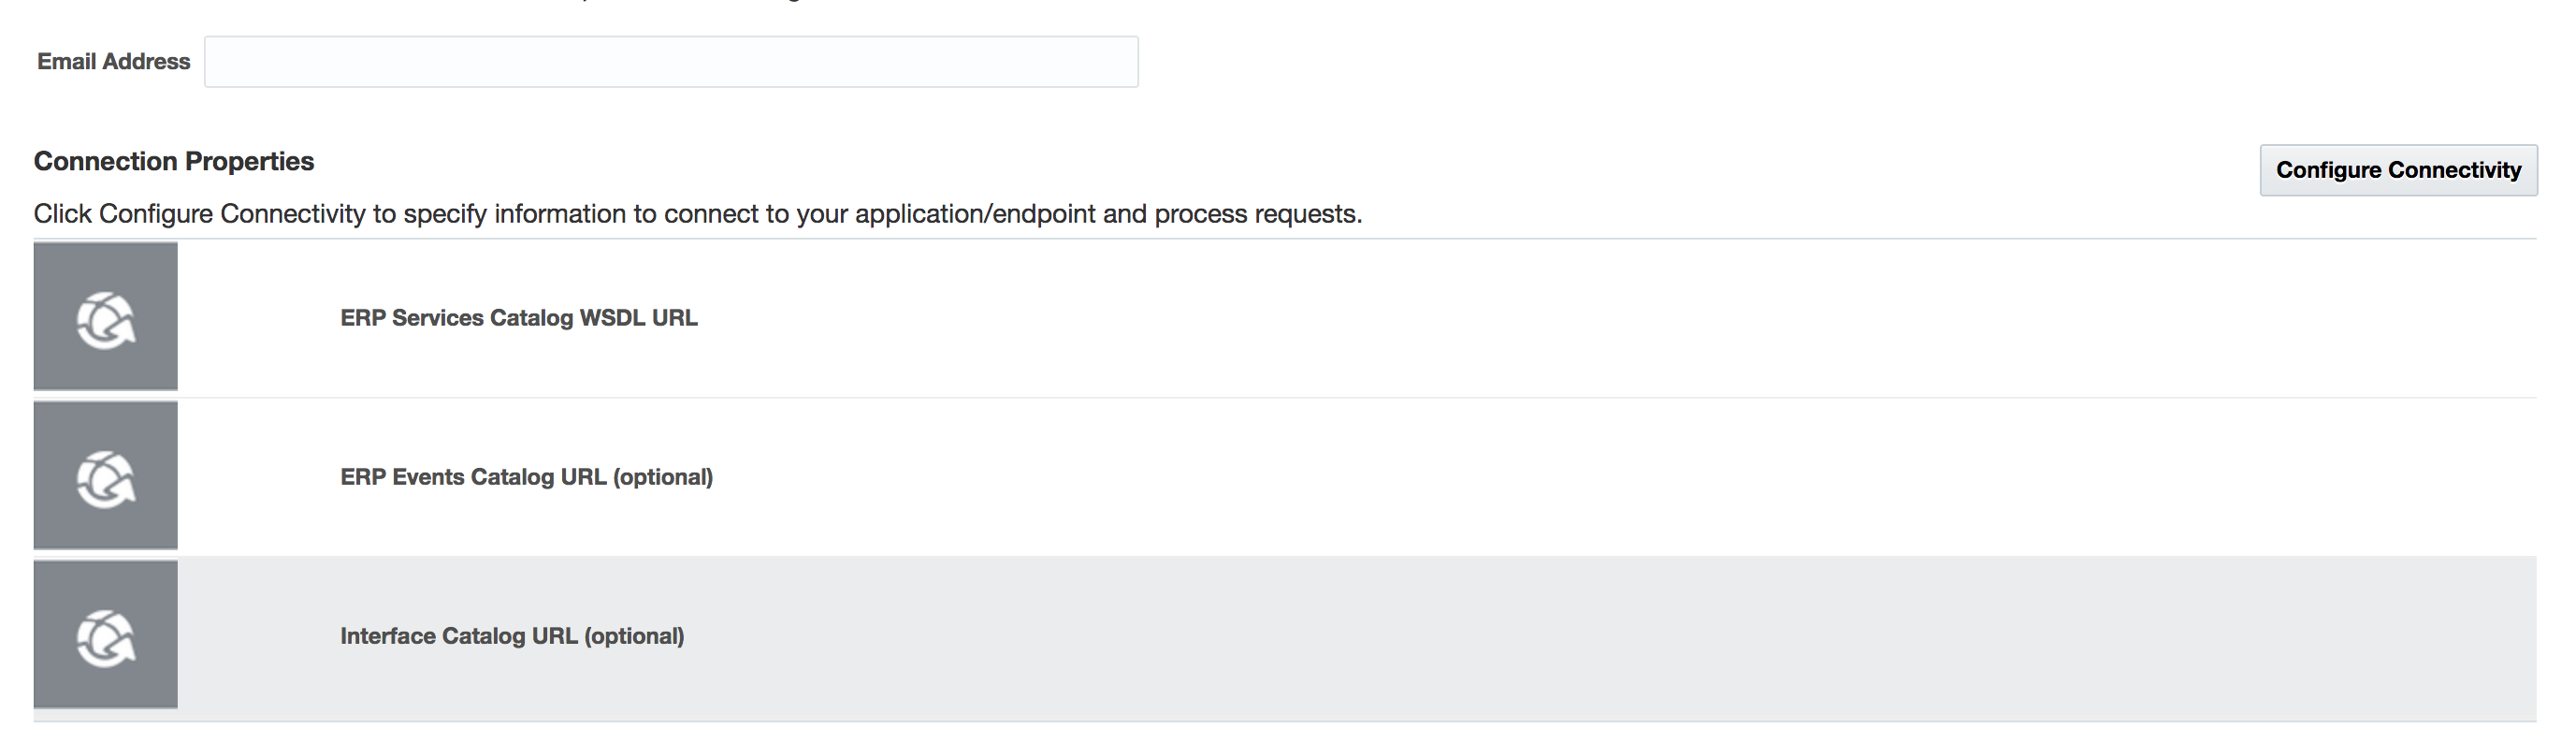 Email Address
Connection Properties
Configure Connectivity
Click Configure Connectivity to specify information to connect to your application/endpoint and process requests.
ERP Services Catalog WSDL URL
ERP Events Catalog URL (optional)
Interface Catalog URL (optional)